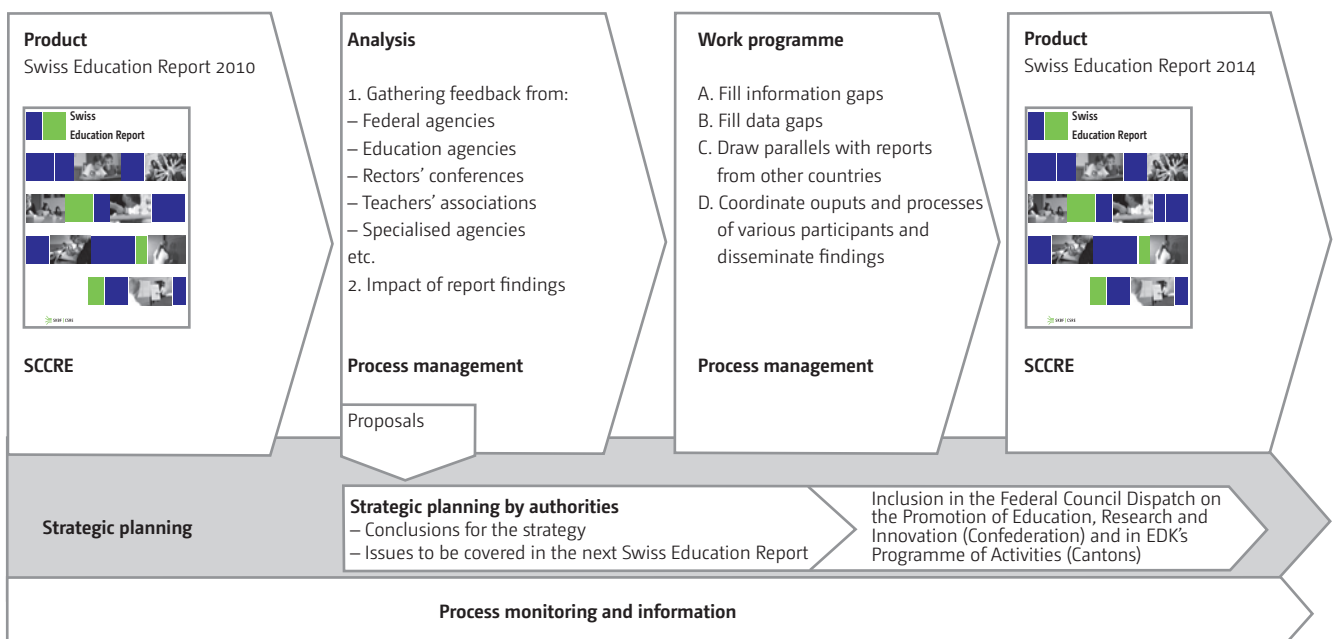 Product
Swiss Education Report 2010
Swiss
Education Report
SKBF | CSRE
SCCRE
Analysis
1. Gathering feedback from:
– Federal agencies
– Education agencies
– Rectors’ conferences
– Teachers’ associations
– Specialised agencies
etc.
2. Impact of report findings
Process management
Proposals
Work programme
A. Fill information gaps
B. Fill data gaps
C. Draw parallels with reports
from other countries
D. Coordinate ouputs and processes
of various participants and
disseminate findings
Process management
Product
Swiss Education Report 2014
Swiss
Education Report
SKBF | CSRE
SCCRE
Strategic planning
Strategic planning by authorities
– Conclusions for the strategy
– Issues to be covered in the next Swiss Education Report
Inclusion in the Federal Council Dispatch on
the Promotion of Education, Research and
Innovation (Confederation) and in EDK’s
Programme of Activities (Cantons)
Process monitoring and information